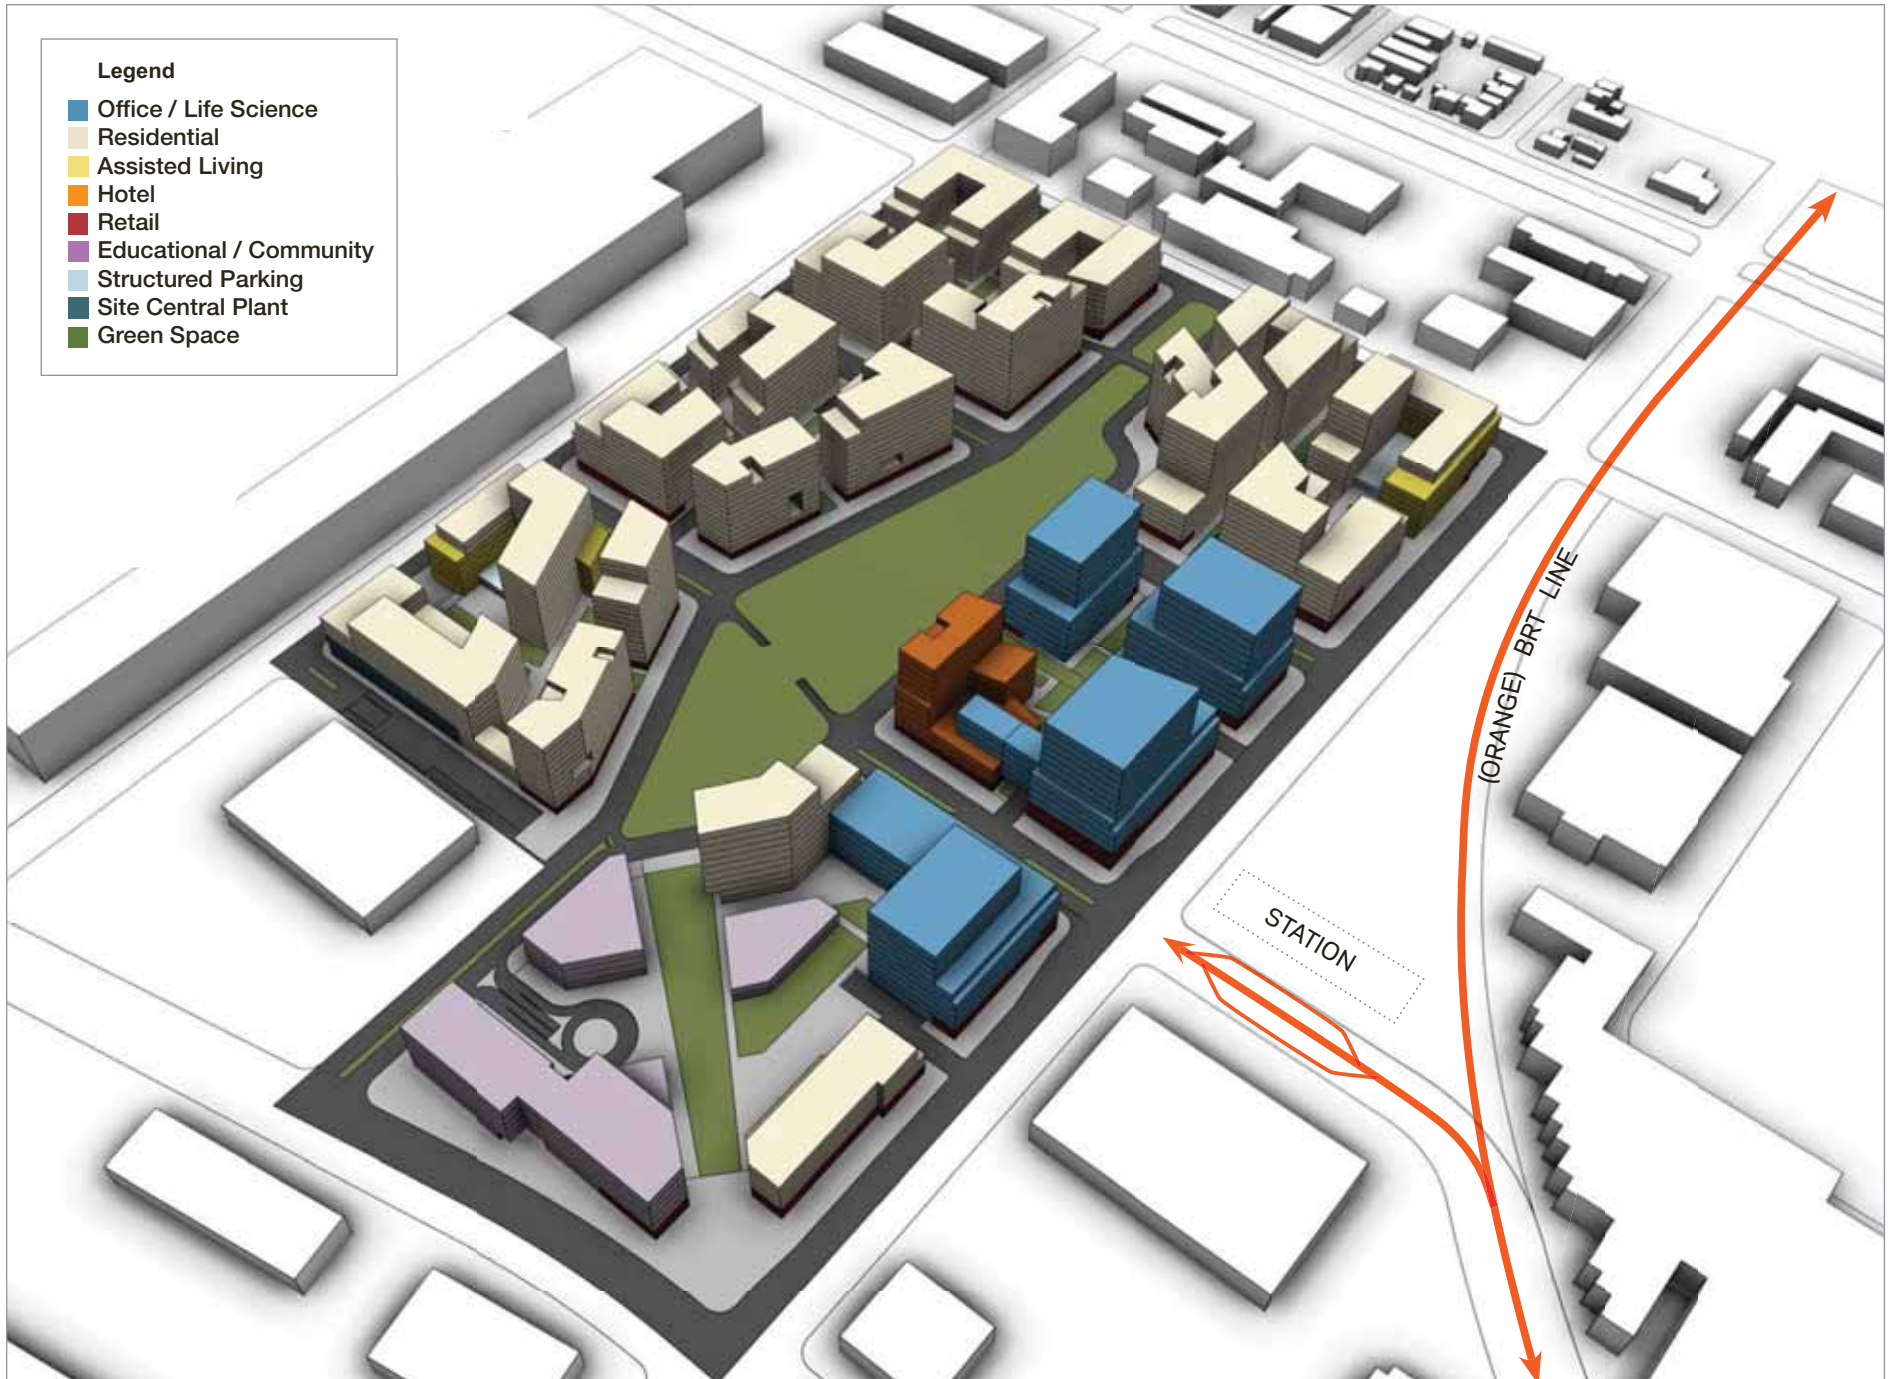 Legend
Office / Life Science
Residential
Assisted Living
Hotel
Retail
Educational / Community
Structured Parking
Site Central Plant
Green Space
(ORANGE) BRT LINE
STATION